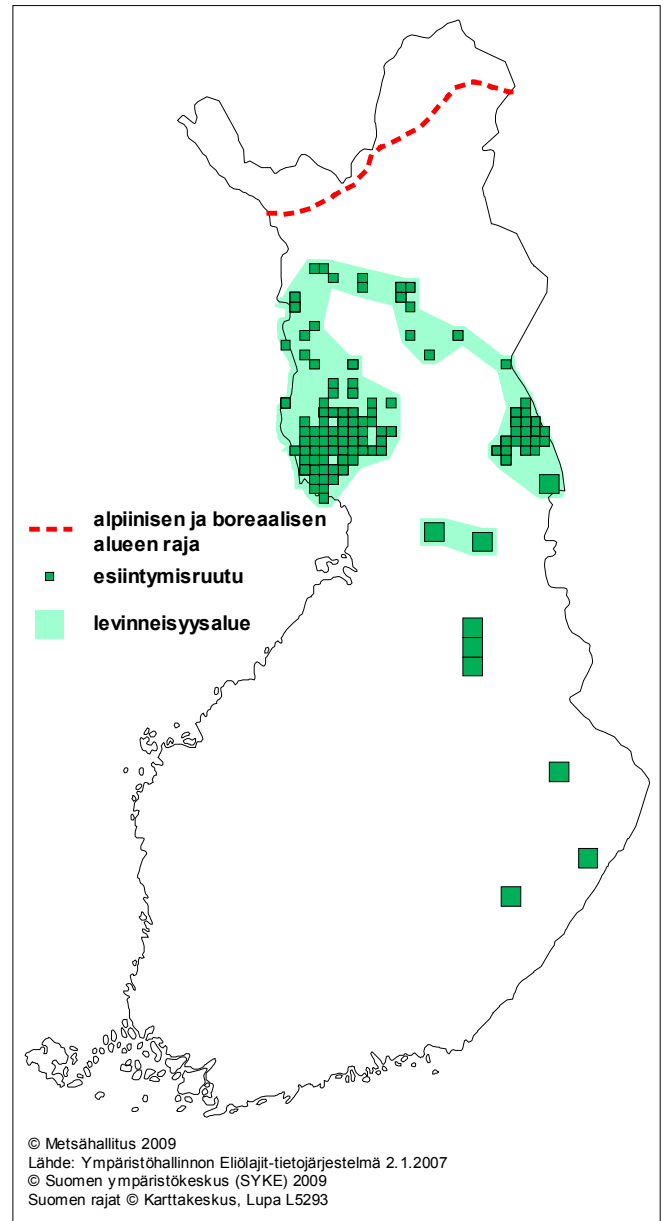 alpiinisen ja boreaalisen
alueen raja
esiintymisruutu
levinneisyysalue
© Metsähallitus 2009
Lähde: Ympäristöhallinnon Eliölajit-tietojärjestelmä 2.1.2007
© Suomen ympäristökeskus (SYKE) 2009
Suomen rajat © Karttakeskus, Lupa L5293